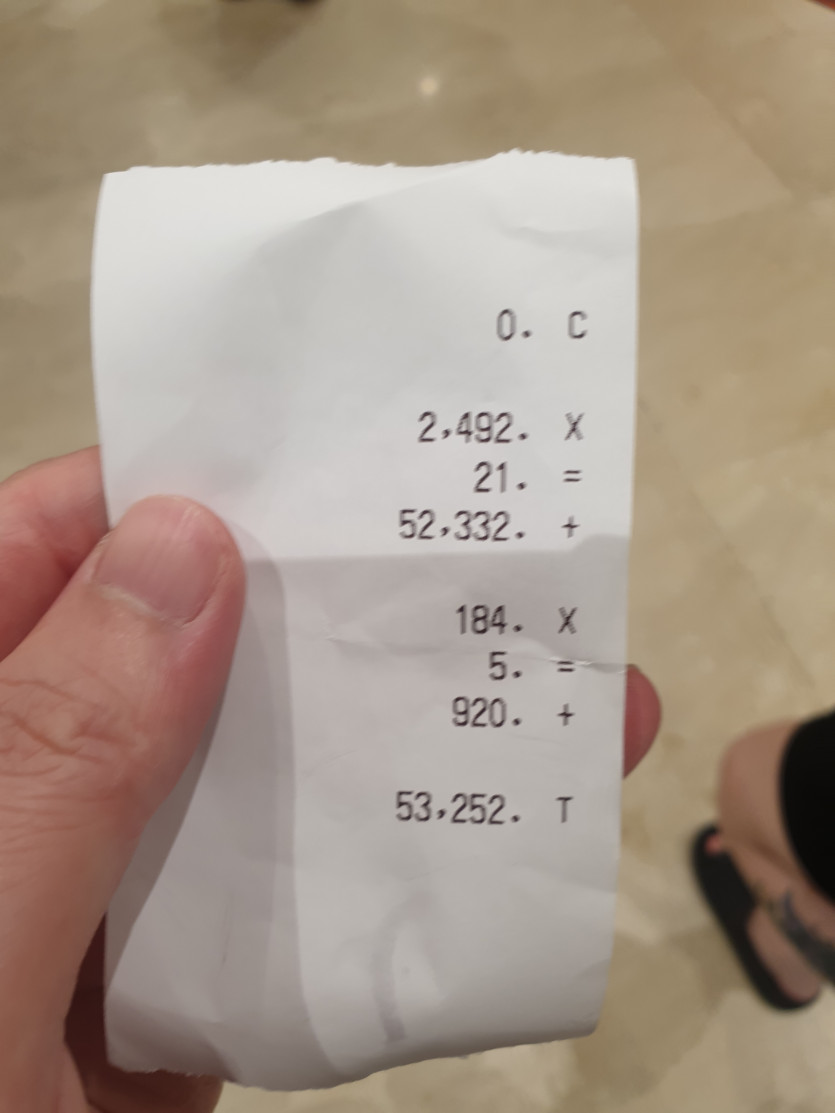 0. C
2,492. X
21. =
52,332. +
184. X
5. =
920. +
53,252. T